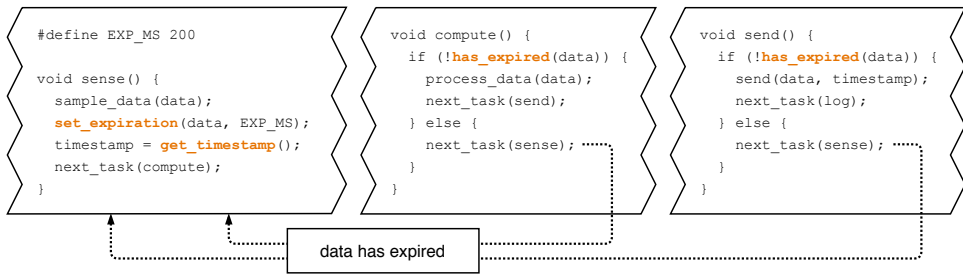 #define EXP_MS 200
void sense() {
  sample_data(data);
  set_expiration(data, EXP_MS);
  timestamp = get_timestamp();
  next_task(compute);
}
void compute() {
  if (!has_expired(data)) {
    process_data(data);
    next_task(send);
  } else {
    next_task(sense);
  }
}
void send() {
  if (!has_expired(data)) {
    send(data, timestamp);
    next_task(log);
  } else {
    next_task(sense);
  }
}
data has expired